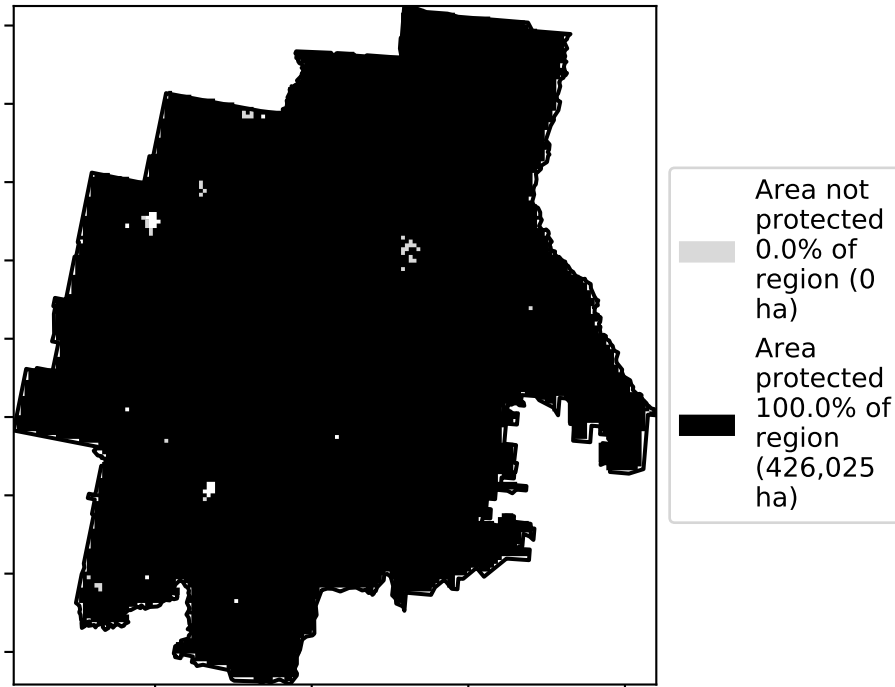 Area not
protected
0.0% of
region (0
ha)
Area
protected
100.0% of
region
(426,025
ha)